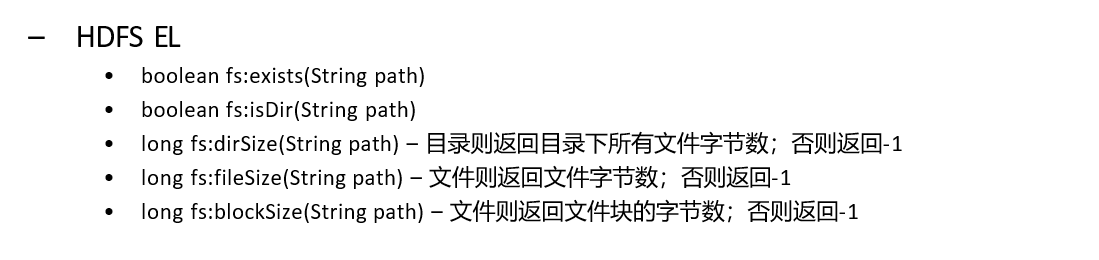 – HDFS EL
• boolean fs:exists(String path)
• boolean fs:isDir(String path)
• long fs:dirSize(String path) – 目录则返回目录下所有文件字节数；否则返回-1
• long fs:fileSize(String path) – 文件则返回文件字节数；否则返回-1
• long fs:blockSize(String path) – 文件则返回文件块的字节数；否则返回-1